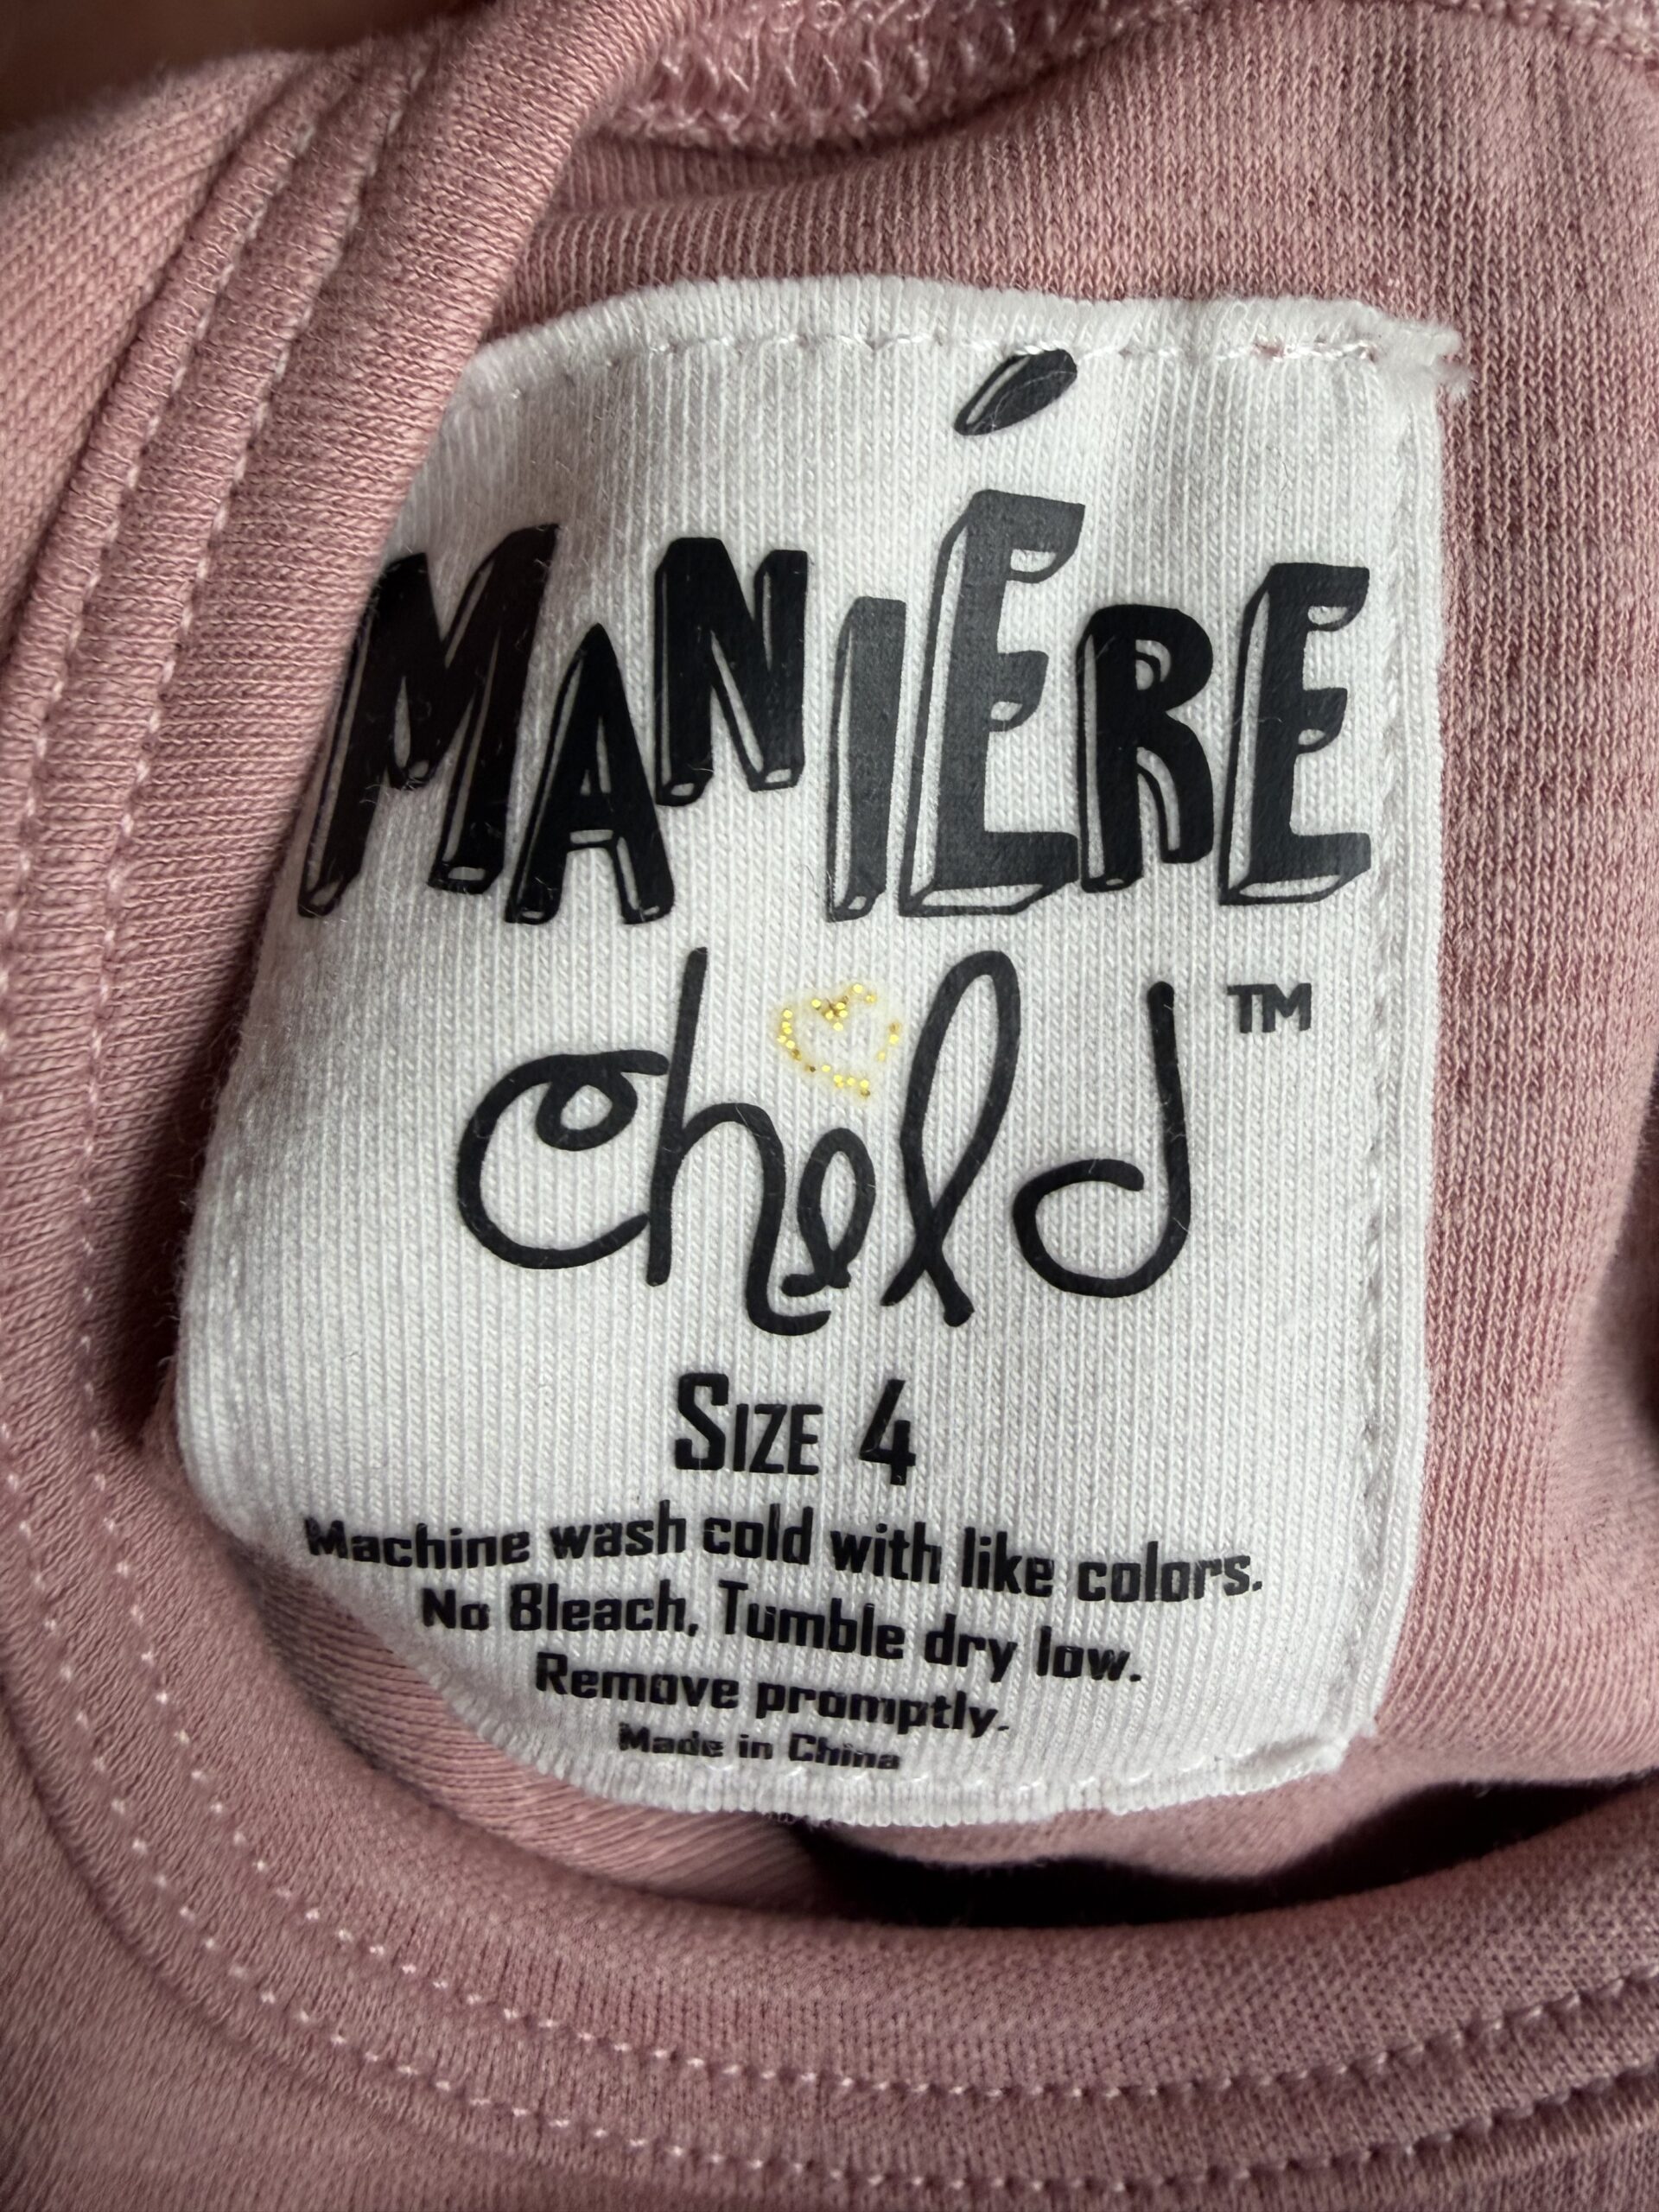 MANIÉRE
child™
SIZE 4
Machine wash cold with like colors.
No Bleach, Tumble dry low.
Remove promptly.
Made in China